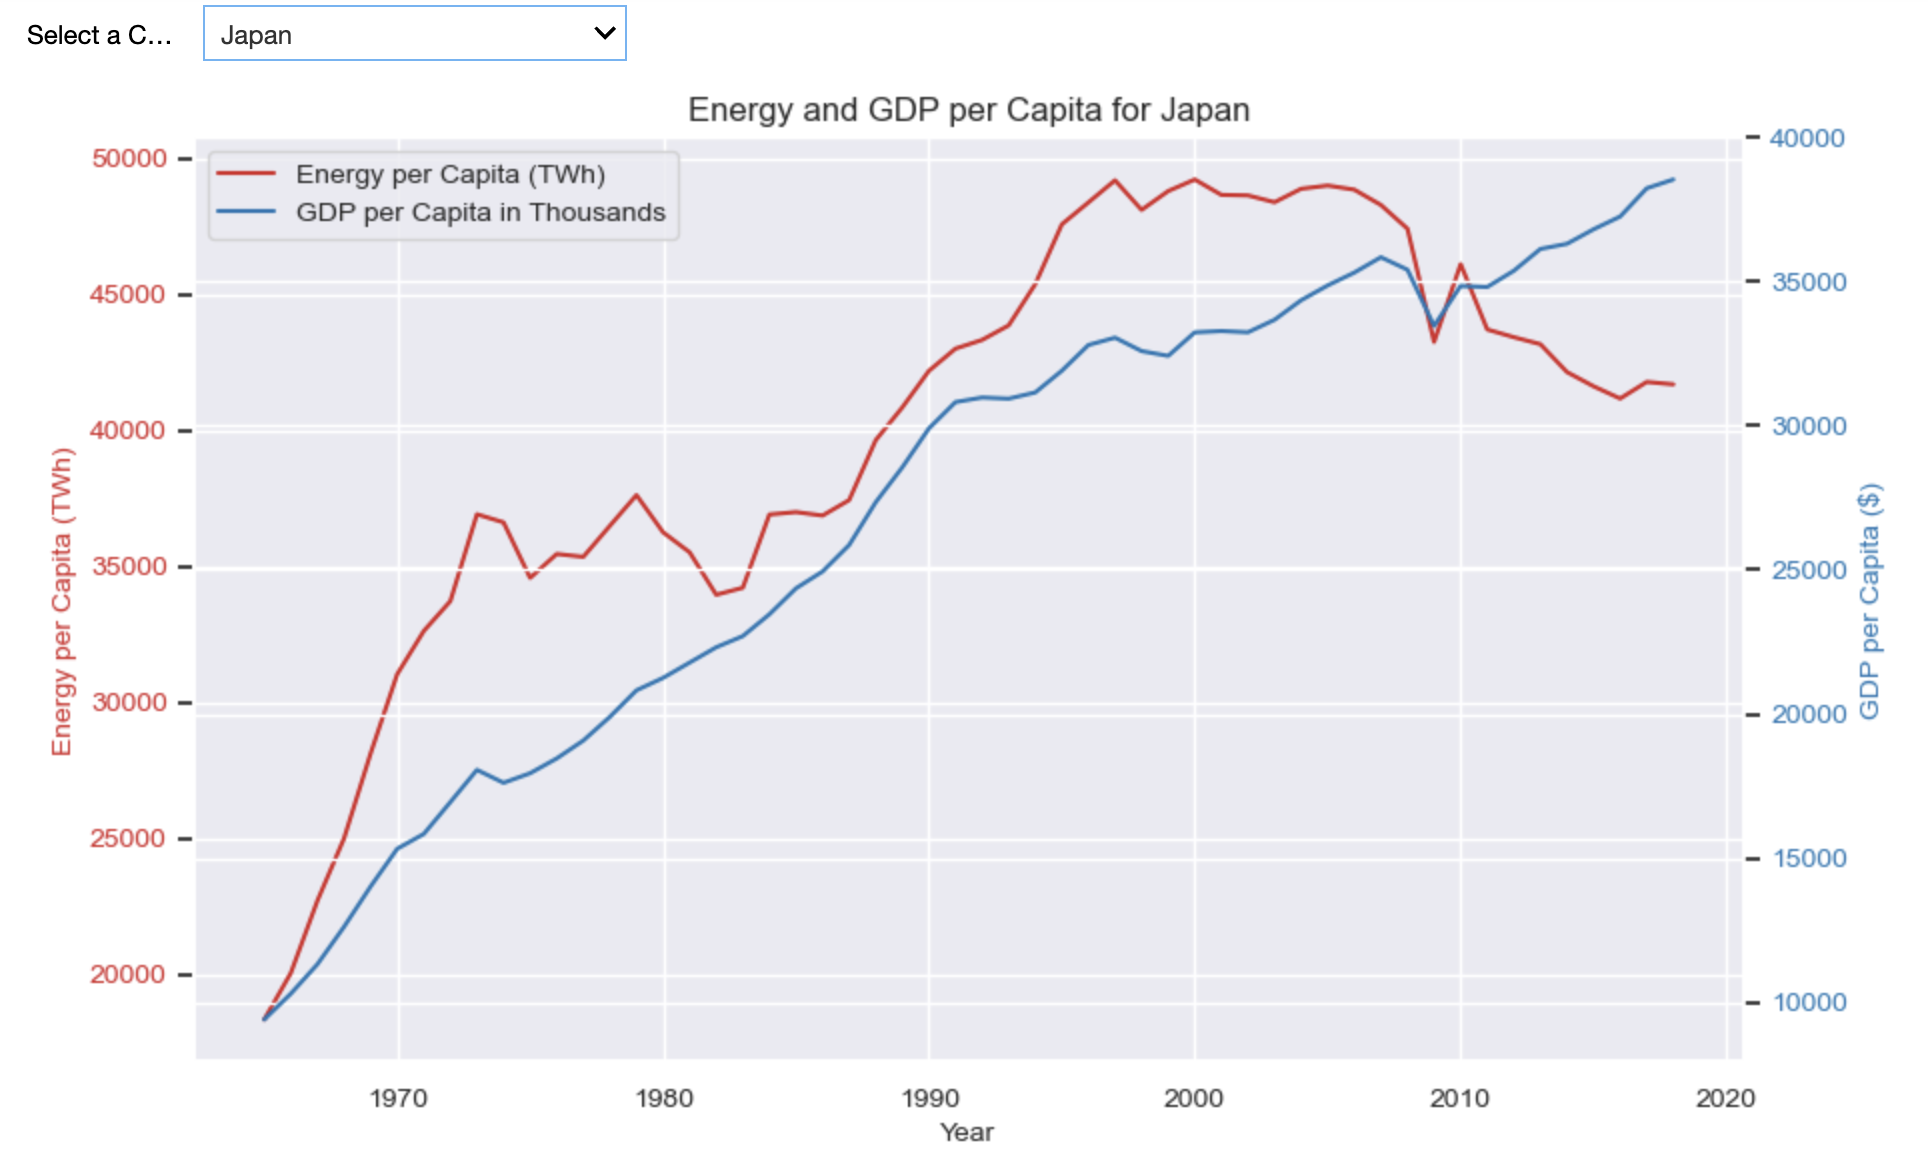 Select a C...
Japan
Energy and GDP per Capita for Japan
Energy per Capita (TWh)
GDP per Capita in Thousands
50000
45000
40000
35000
30000
25000
20000
Energy per Capita (TWh)
40000
35000
30000
25000
20000
15000
10000
GDP per Capita ($)
1970 1980 1990 2000 2010 2020
Year